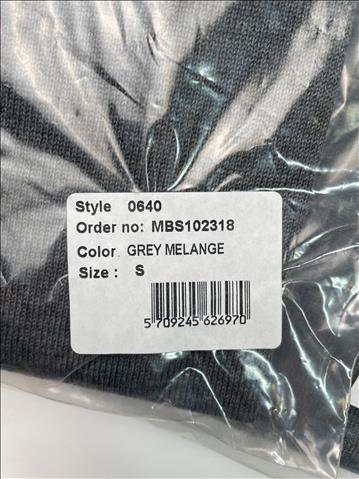 Style 0640
Order no: MBS102318
Color. GREY MELANGE
Size : S
5 709245 626970